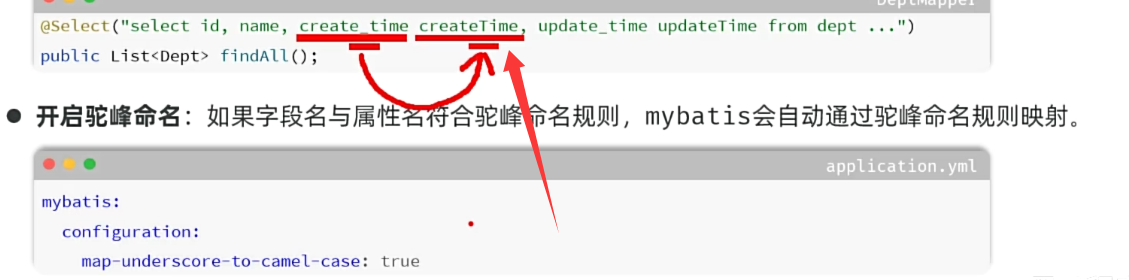 DeptMapper
@Select("select id, name, create_time createTime, update_time updateTime from dept ...")
public List<Dept> findAll();
开启驼峰命名：如果字段名与属性名符合驼峰命名规则，mybatis会自动通过驼峰命名规则映射。
application.yml
mybatis:
configuration:
map-underscore-to-camel-case: true